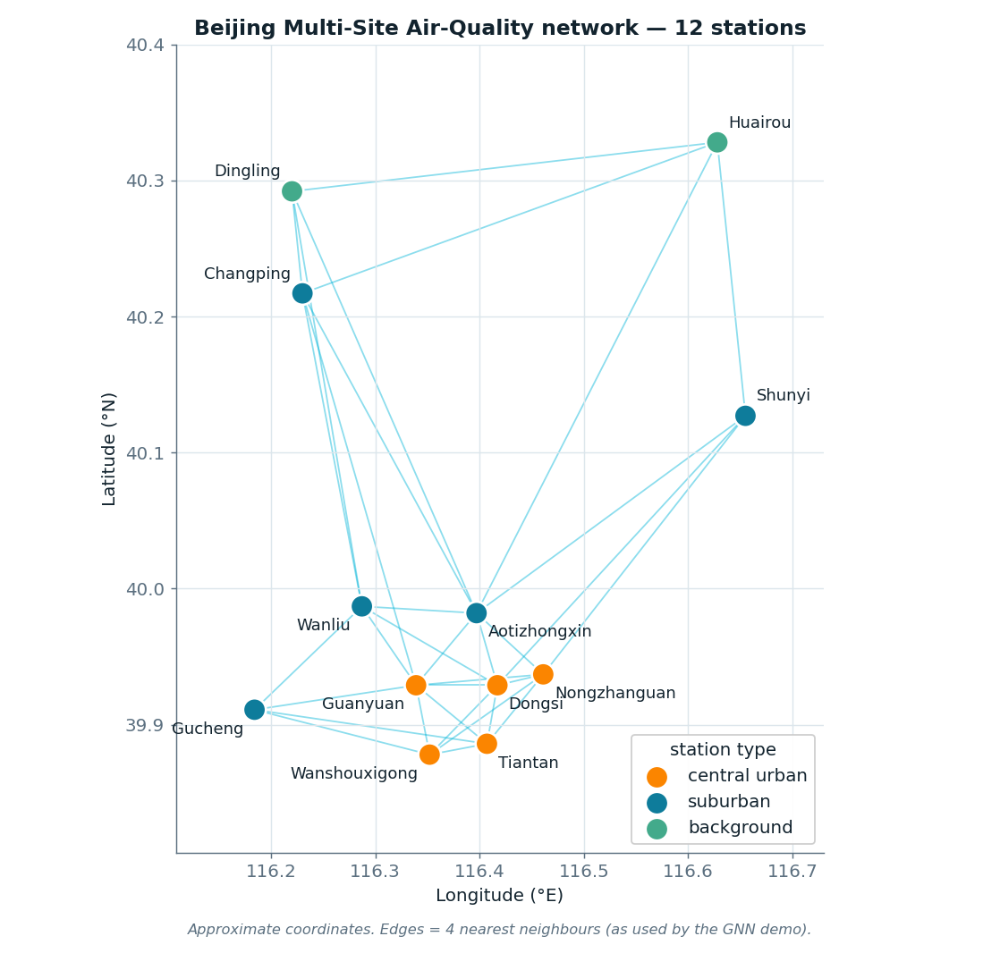 Beijing Multi-Site Air-Quality network — 12 stations
40.4
40.3
40.2
40.1
40.0
39.9
Latitude (°N)
Huairou
Dingling
Changping
Shunyi
Wanliu
Aotizhongxin
Nongzhanguan
Guanyuan
Dongsi
Gucheng
Tiantan
Wanshouxigong
station type
central urban
suburban
background
116.2
116.3
116.4
116.5
116.6
116.7
Longitude (°E)
Approximate coordinates. Edges = 4 nearest neighbours (as used by the GNN demo).